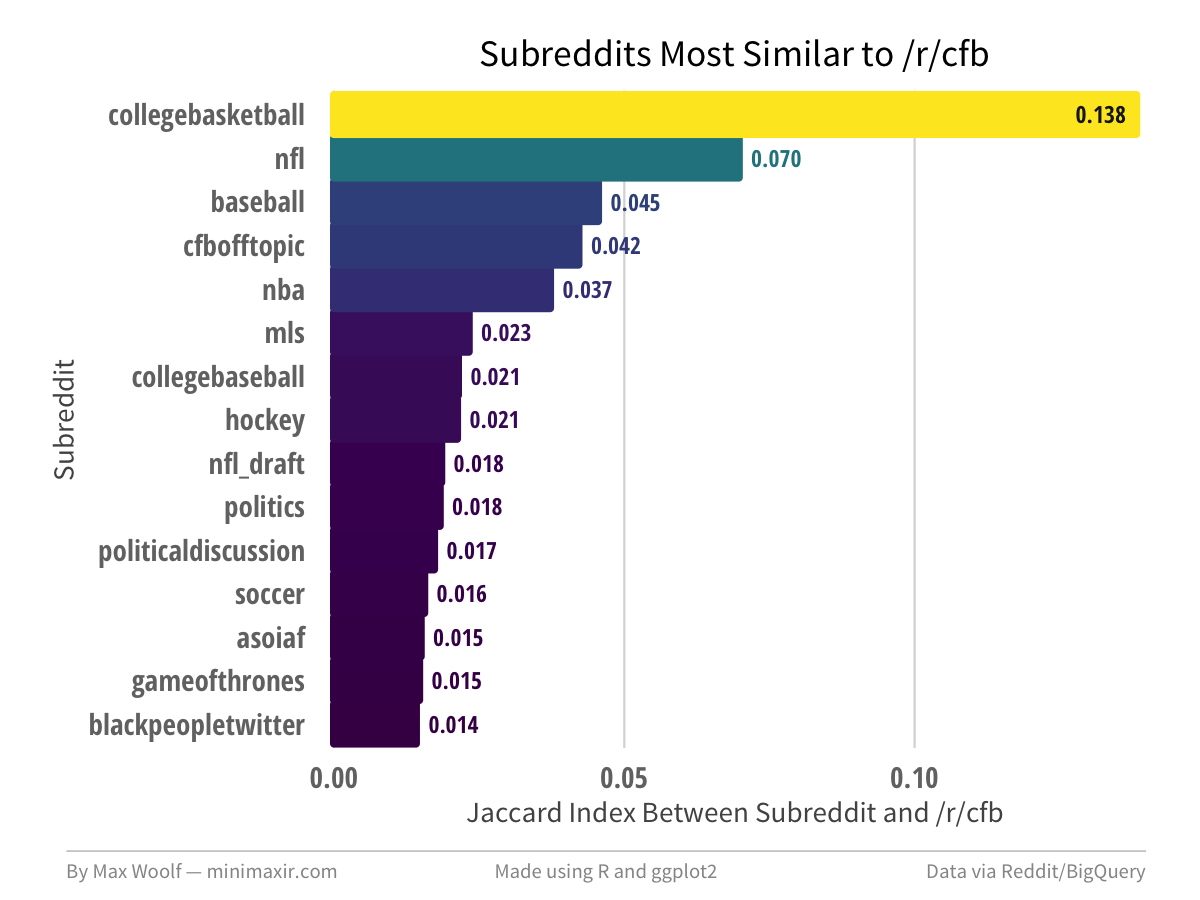 Subreddits Most Similar to /r/cfb
collegebasketball 0.138
nfl 0.070
baseball 0.045
cfbofftopic 0.042
nba 0.037
mls 0.023
collegebaseball 0.021
hockey 0.021
nfl_draft 0.018
politics 0.018
politicaldiscussion 0.017
soccer 0.016
asoiaf 0.015
gameofthrones 0.015
blackpeopletwitter 0.014
Subreddit
0.00 0.05 0.10
Jaccard Index Between Subreddit and /r/cfb
By Max Woolf — minimaxir.com Made using R and ggplot2 Data via Reddit/BigQuery